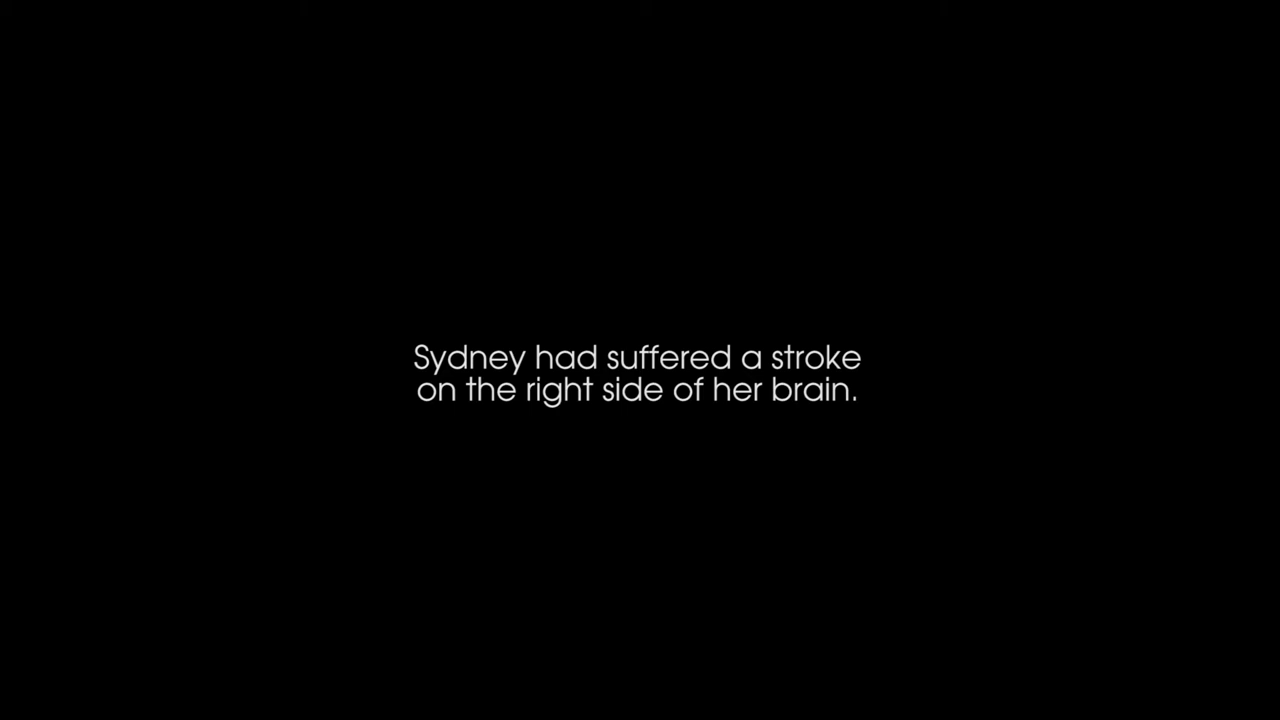 Sydney had suffered a stroke
on the right side of her brain.